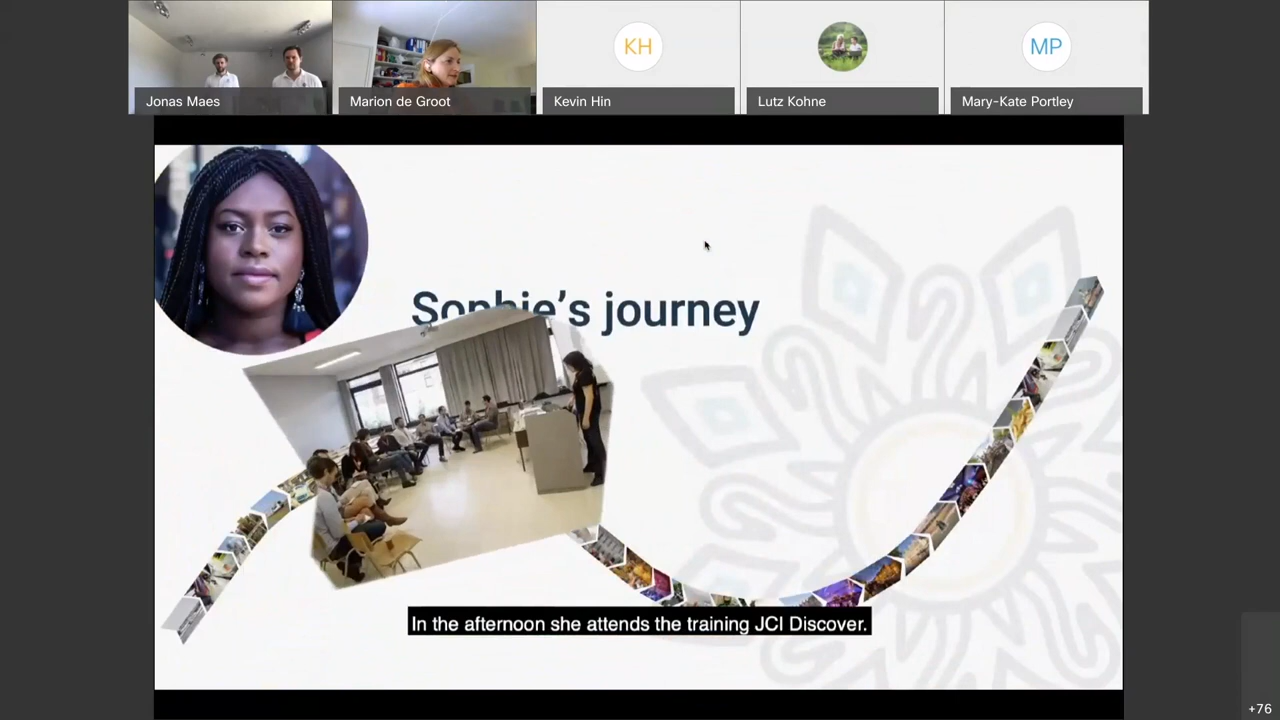 KH
MP
Jonas Maes
Marion de Groot
Kevin Hin
Lutz Kohne
Mary-Kate Portley
Sophie's journey
In the afternoon she attends the training JCI Discover.
+76